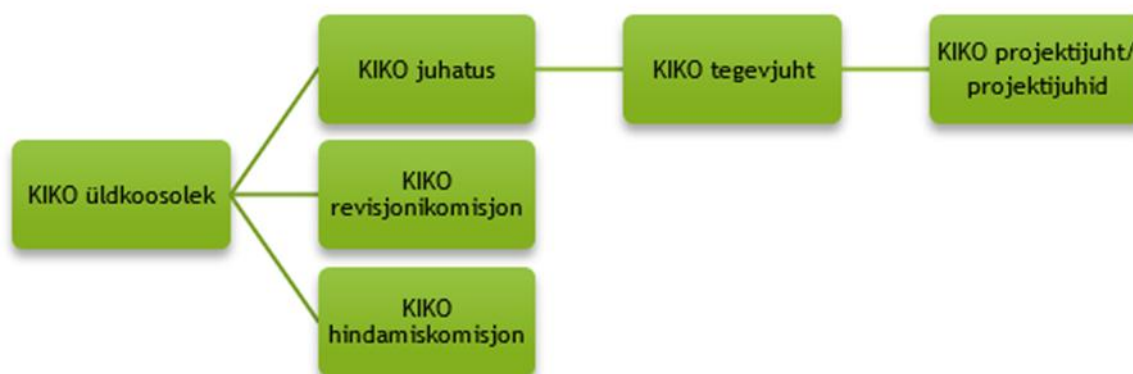 KIKO juhatus
KIKO tegevjuht
KIKO projektijuht/
projektijuhid
KIKO üldkoosolek
KIKO
revisjonikomisjon
KIKO
hindamiskomisjon